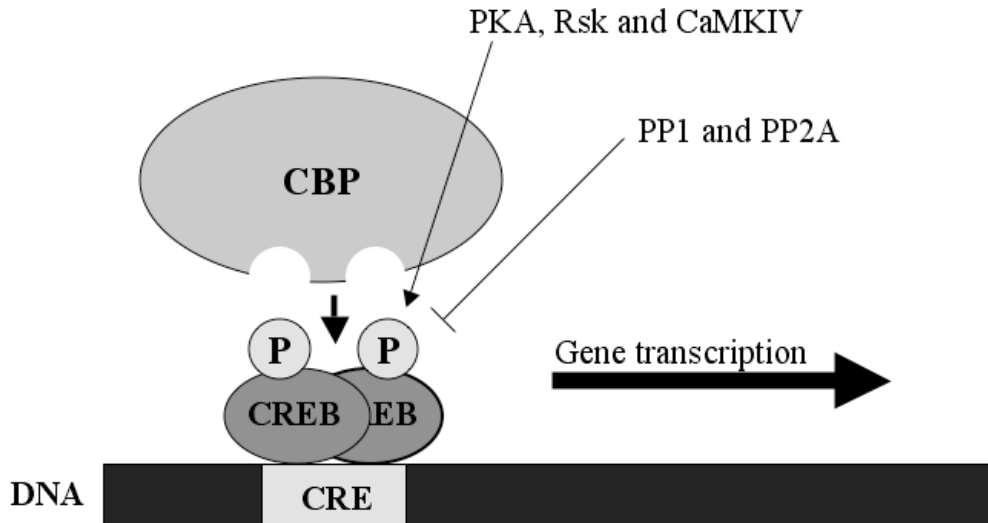 PKA, Rsk and CaMKIV
PP1 and PP2A
CBP
P
P
Gene transcription
CREB
EB
DNA
CRE